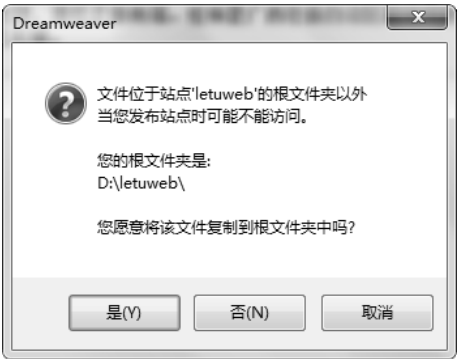 Dreamweaver
文件位于站点'letuweb'的根文件夹以外
当您发布站点时可能不能访问。
您的根文件夹是:
D:\letuweb\
您愿意将该文件复制到根文件夹中吗?
是(Y)
否(N)
取消